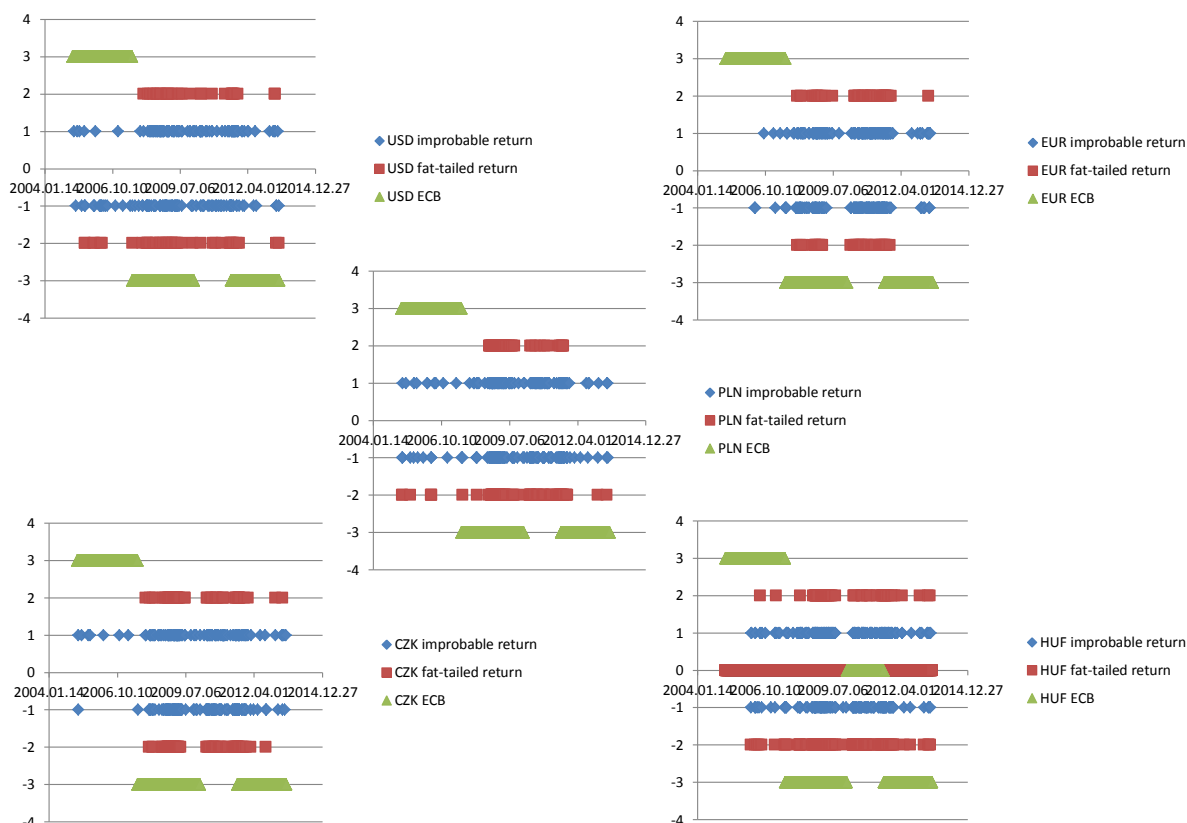 4
3
2
1
0
2004.01.14 2006.10.10 2009.07.06 2012.04.01 2014.12.27
-1
-2
-3
-4
USD improbable return
USD fat-tailed return
USD ECB
4
3
2
1
0
2004.01.14 2006.10.10 2009.07.06 2012.04.01 2014.12.27
-1
-2
-3
-4
EUR improbable return
EUR fat-tailed return
EUR ECB
4
3
2
1
0
2004.01.14 2006.10.10 2009.07.06 2012.04.01 2014.12.27
-1
-2
-3
-4
PLN improbable return
PLN fat-tailed return
PLN ECB
4
3
2
1
0
2004.01.14 2006.10.10 2009.07.06 2012.04.01 2014.12.27
-1
-2
-3
-4
CZK improbable return
CZK fat-tailed return
CZK ECB
4
3
2
1
0
2004.01.14 2006.10.10 2009.07.06 2012.04.01 2014.12.27
-1
-2
-3
-4
HUF improbable return
HUF fat-tailed return
HUF ECB